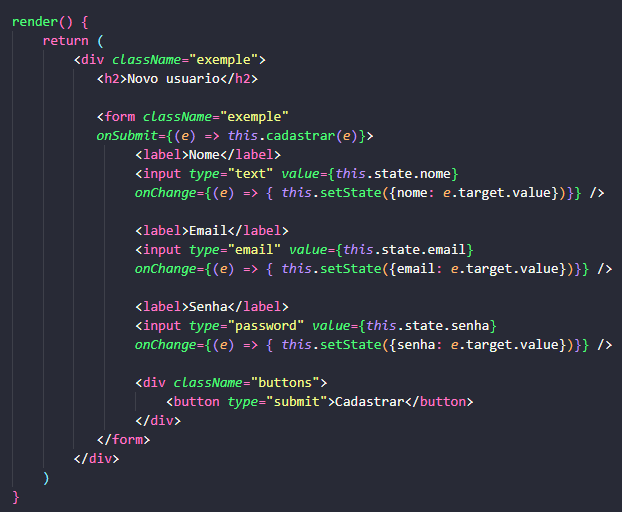 render() {
return (
<div className="exemple">
<h2>Novo usuario</h2>
<form className="exemple"
onSubmit={(e) => this.cadastrar(e)}>
<label>Nome</label>
<input type="text" value={this.state.nome}
onChange={(e) => { this.setState({nome: e.target.value})}} />
<label>Email</label>
<input type="email" value={this.state.email}
onChange={(e) => { this.setState({email: e.target.value})}} />
<label>Senha</label>
<input type="password" value={this.state.senha}
onChange={(e) => { this.setState({senha: e.target.value})}} />
<div className="buttons">
<button type="submit">Cadastrar</button>
</div>
</form>
</div>
)
}